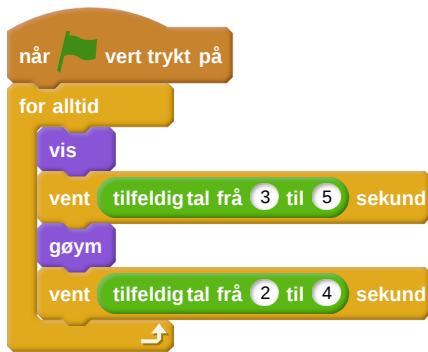 når vert trykt på
for alltid
vis
vent tilfeldig tal frå 3 til 5 sekund
gøym
vent tilfeldig tal frå 2 til 4 sekund